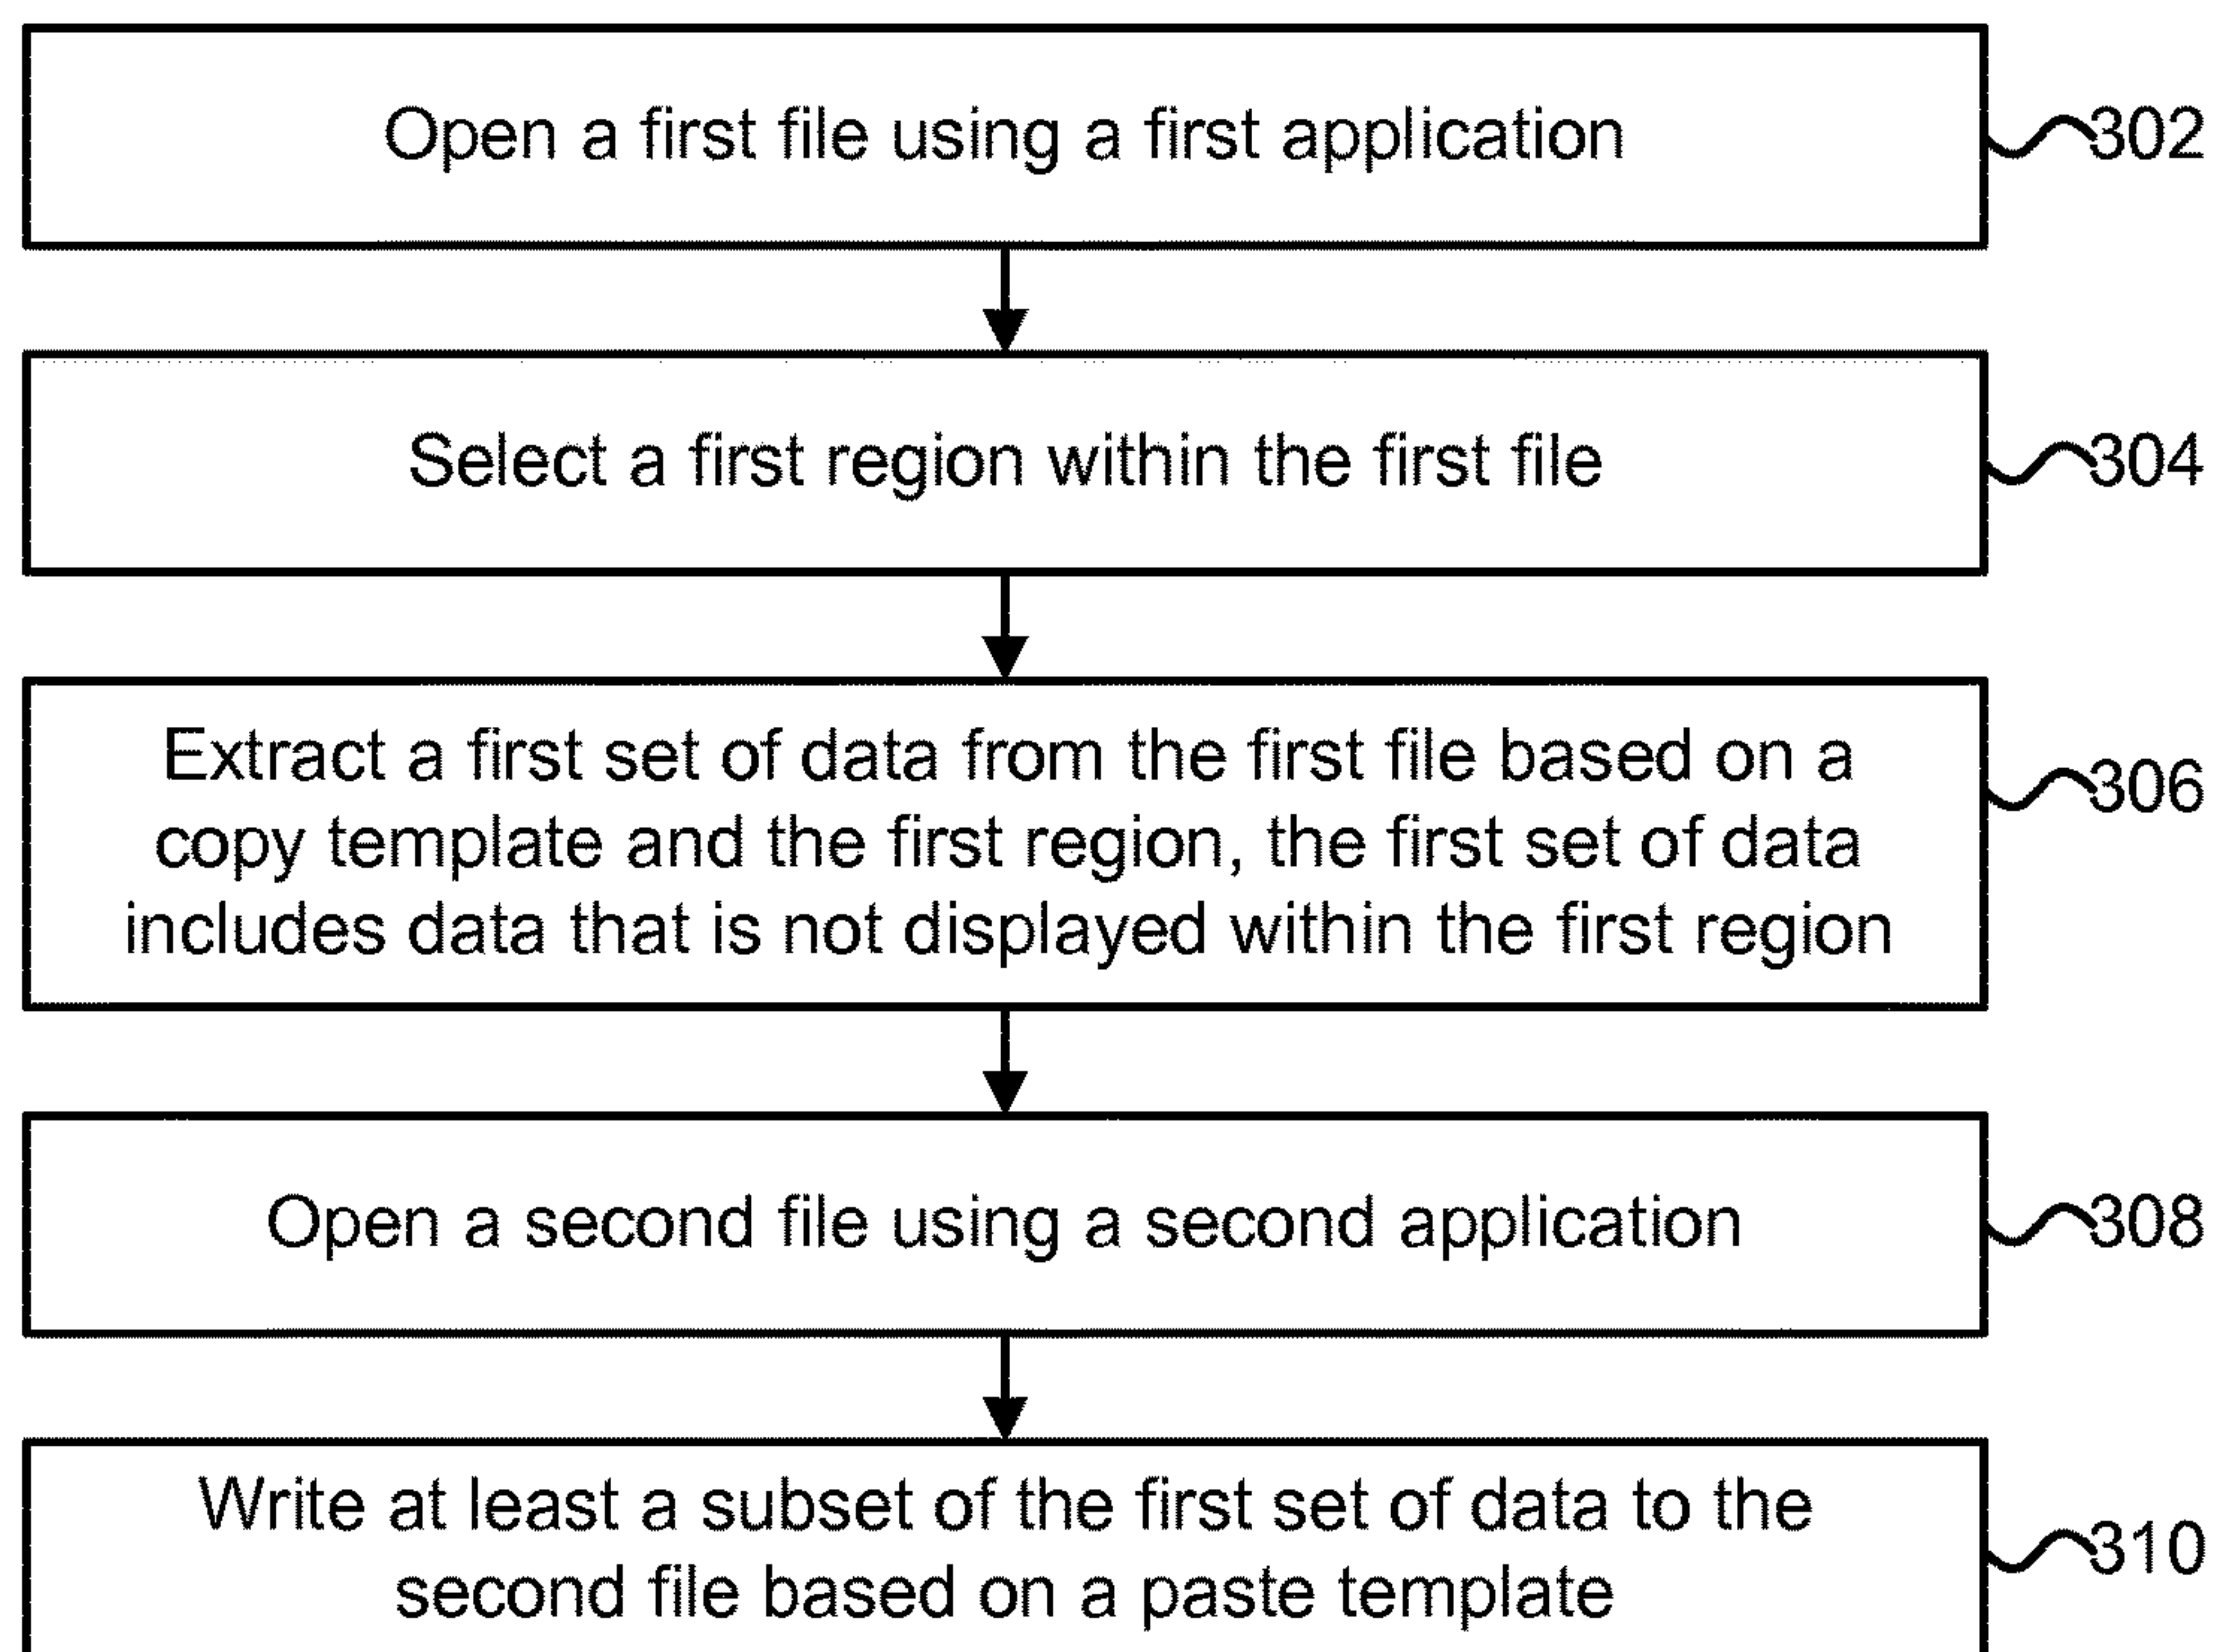 Open a first file using a first application
302
Select a first region within the first file
304
Extract a first set of data from the first file based on a
copy template and the first region, the first set of data
includes data that is not displayed within the first region
306
Open a second file using a second application
308
Write at least a subset of the first set of data to the
second file based on a paste template
310